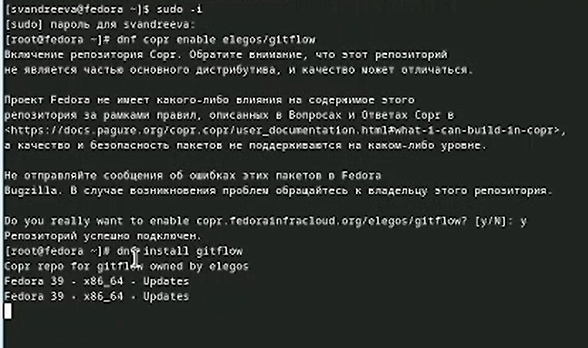 [svandreeva@fedora ~]$ sudo -i
[sudo] пароль для svandreeva:
[root@fedora ~]# dnf copr enable elegos/gitflow
Включение репозитория Copr. Обратите внимание, что этот репозиторий
не является частью основного дистрибутива, и качество может отличаться.
Проект Fedora не имеет какого-либо влияния на содержимое этого
репозитория за рамками правил, описанных в Вопросах и Ответах Copr в
<https://docs.pagure.org/copr.copr/user_documentation.html#what-i-can-build-in-copr>,
а качество и безопасность пакетов не поддерживаются на каком-либо уровне.
Не отправляйте сообщения об ошибках этих пакетов в Fedora
Bugzilla. В случае возникновения проблем обращайтесь к владельцу этого репозитория.
Do you really want to enable copr.fedorainfracloud.org/elegos/gitflow? [y/N]: y
Репозиторий успешно подключен.
[root@fedora ~]# dnf install gitflow
Copr repo for gitflow owned by elegos
Fedora 39 - x86_64 - Updates
Fedora 39 - x86_64 - Updates